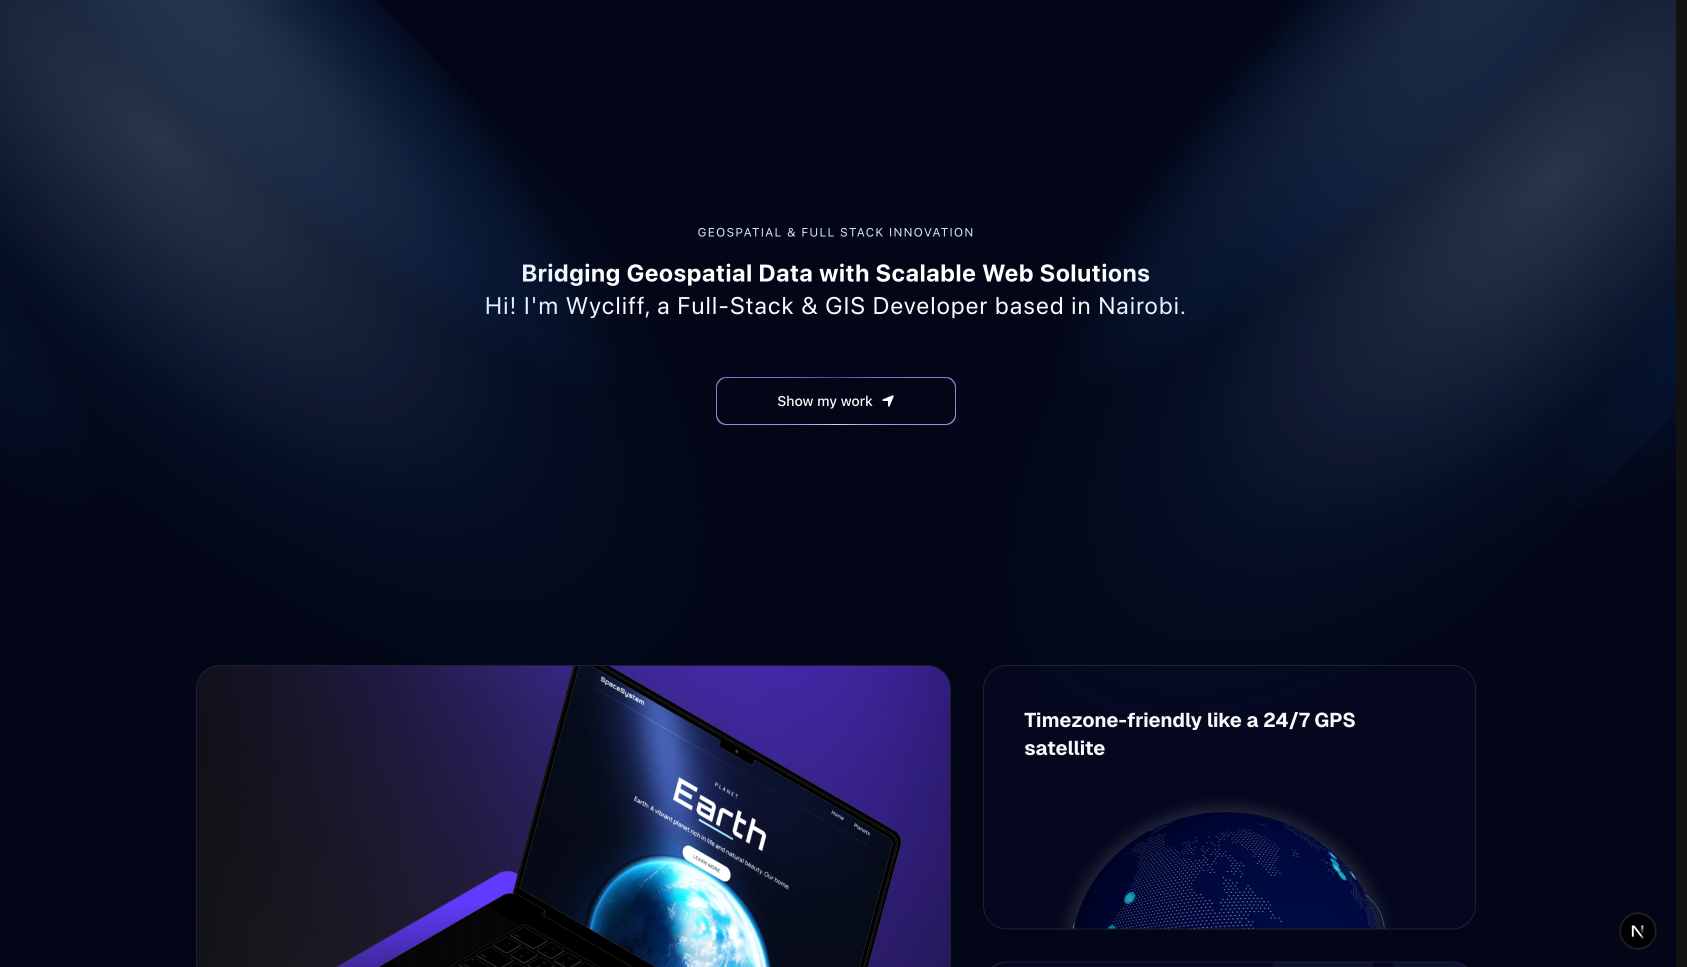 GEOSPATIAL & FULL STACK INNOVATION
Bridging Geospatial Data with Scalable Web Solutions
Hi! I'm Wycliff, a Full-Stack & GIS Developer based in Nairobi.
Show my work
SpaceSystem
Home
Planets
PLANET
Earth
Earth: A vibrant planet rich in life and natural beauty. Our home.
LEARN MORE
Timezone-friendly like a 24/7 GPS
satellite
N